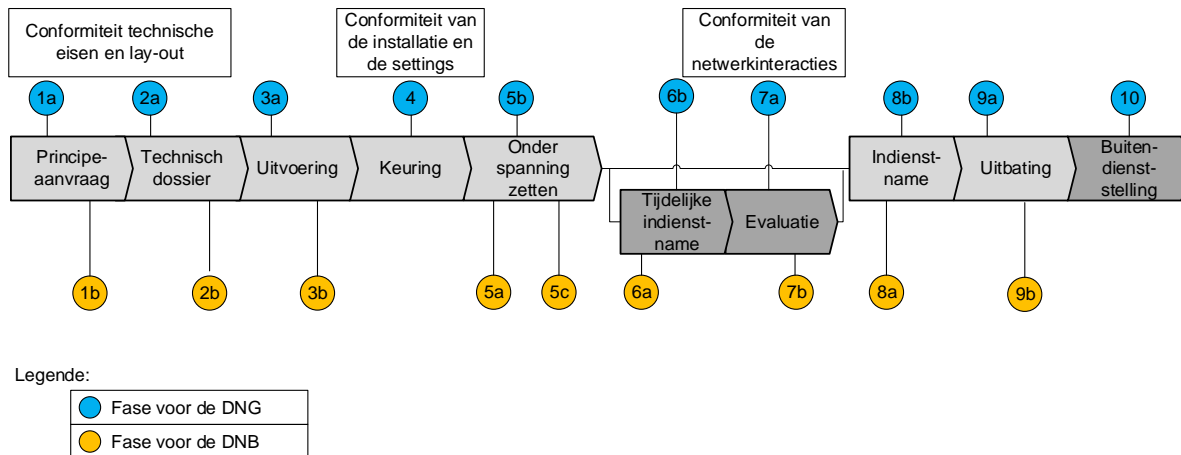 Conformiteit technische
eisen en lay-out
Conformiteit van
de installatie en
de settings
Conformiteit van
de
netwerkinteracties
1a
2a
3a
4
5b
6b
7a
8b
9a
10
Principe-
aanvraag
Technisch
dossier
Uitvoering
Keuring
Onder
spanning
zetten
Tijdelijke
indienst-
name
Evaluatie
Indienst-
name
Uitbating
Buiten-
dienst-
stelling
1b
2b
3b
5a
5c
6a
7b
8a
9b
Legende:
Fase voor de DNG
Fase voor de DNB